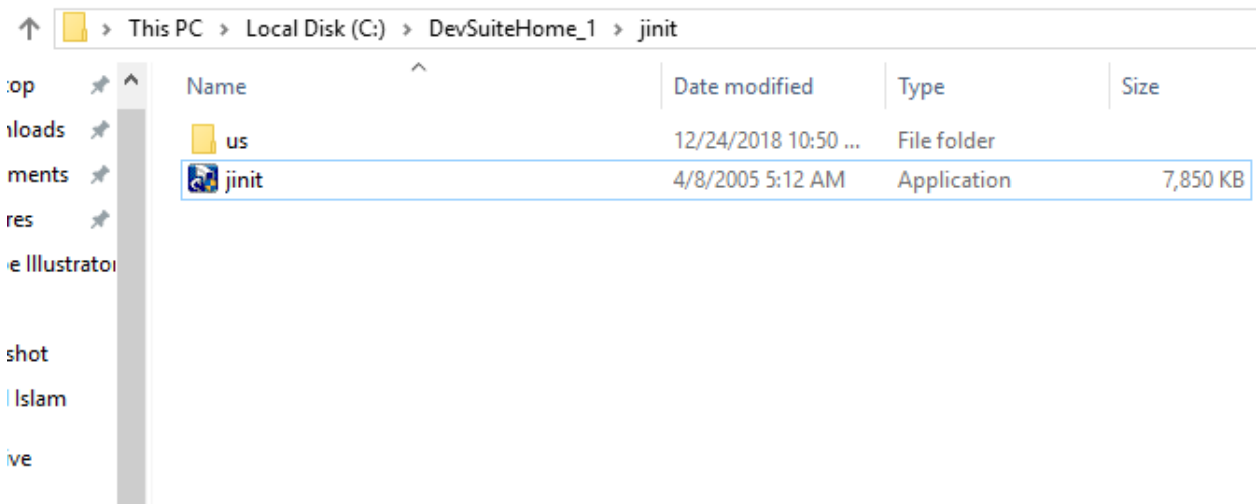 This PC > Local Disk (C:) > DevSuiteHome_1 > jinit
Name Date modified Type Size
us 12/24/2018 10:50 ... File folder
jinit 4/8/2005 5:12 AM Application 7,850 KB
top
nloads
ments
res
e Illustrator
shot
Islam
ive